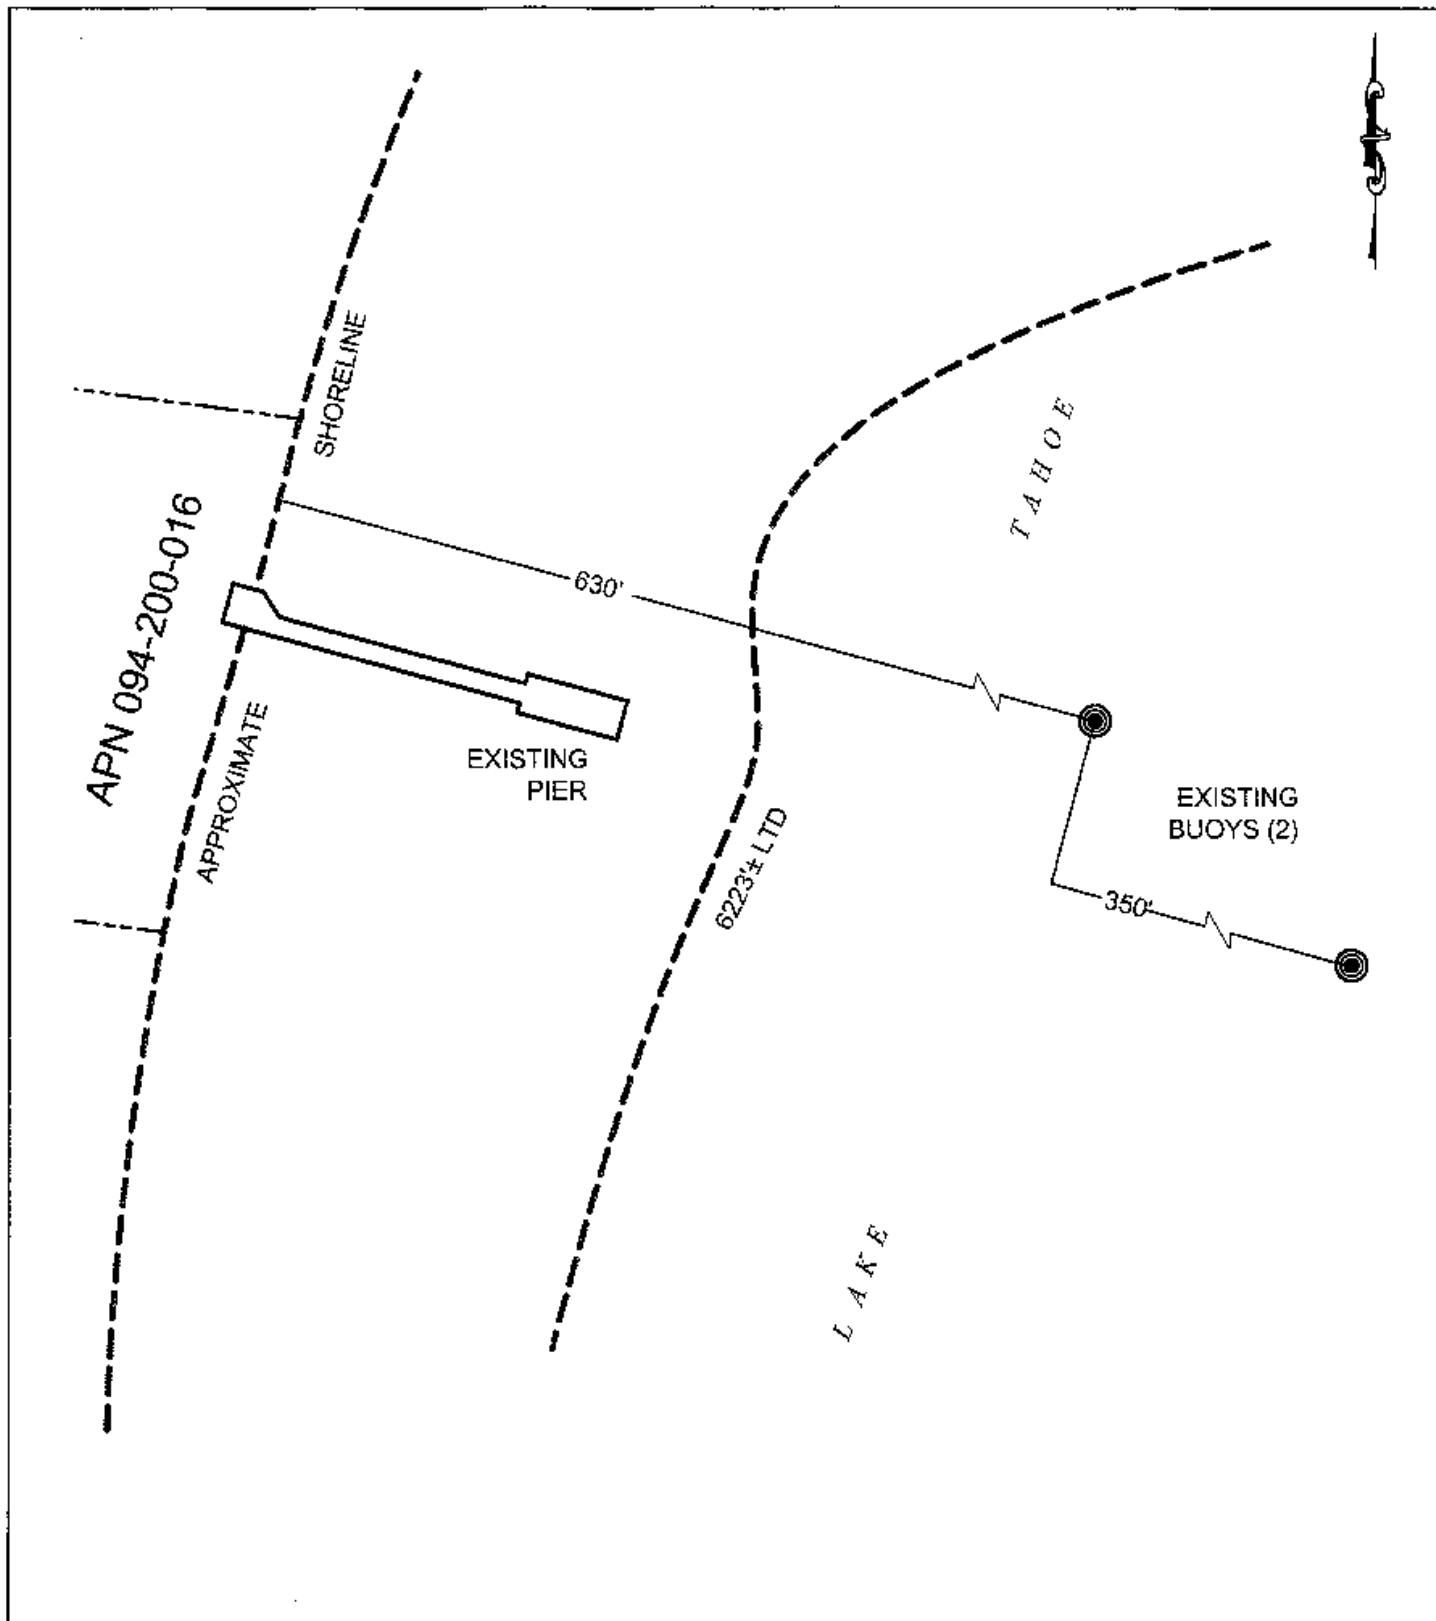 SHORELINE
APN 094-200-016
APPROXIMATE
630'
EXISTING
PIER
6223'± LTD
TAHOE
EXISTING
BUOYS (2)
350'
LAKE